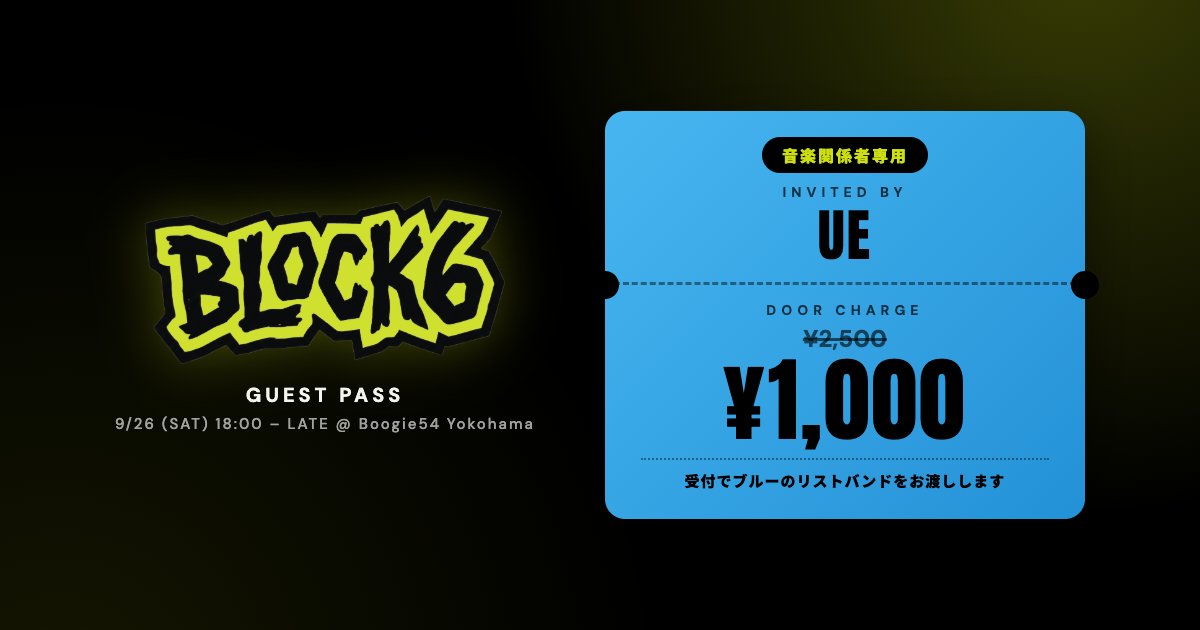 BLOCK6
GUEST PASS
9/26 (SAT) 18:00 – LATE @ Boogie54 Yokohama
音楽関係者専用
INVITED BY
UE
DOOR CHARGE
¥2,500
¥1,000
受付でブルーのリストバンドをお渡しします